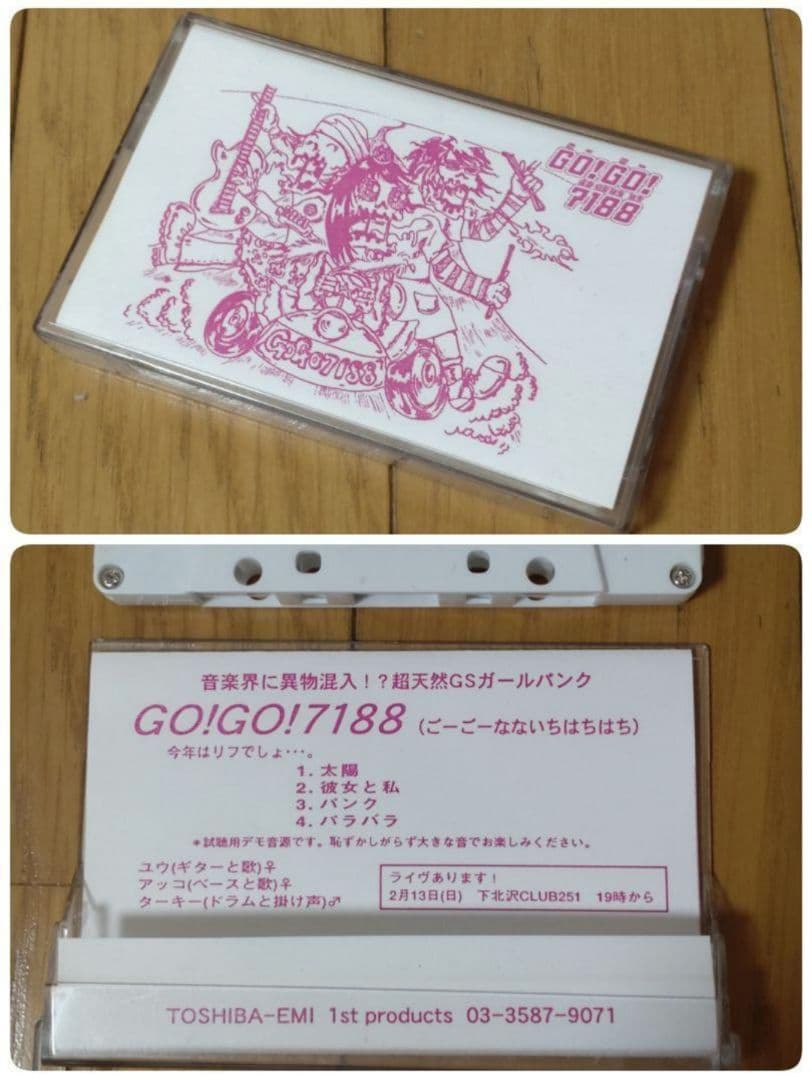 GO!GO!
7188
GOGO7188
音楽界に異物混入！？超天然GSガールパンク
GO!GO!7188（ごーごーなないちはちはち）
今年はリフでしょ･･･。
1. 太陽
2. 彼女と私
3. パンク
4. バラバラ
＊試聴用デモ音源です。恥ずかしがらず大きな音でお楽しみください。
ユウ(ギターと歌)♀
アッコ(ベースと歌)♀
ターキー(ドラムと掛け声)♂
ライヴあります！
2月13日(日)　下北沢CLUB251　19時から
TOSHIBA-EMI 1st products 03-3587-9071